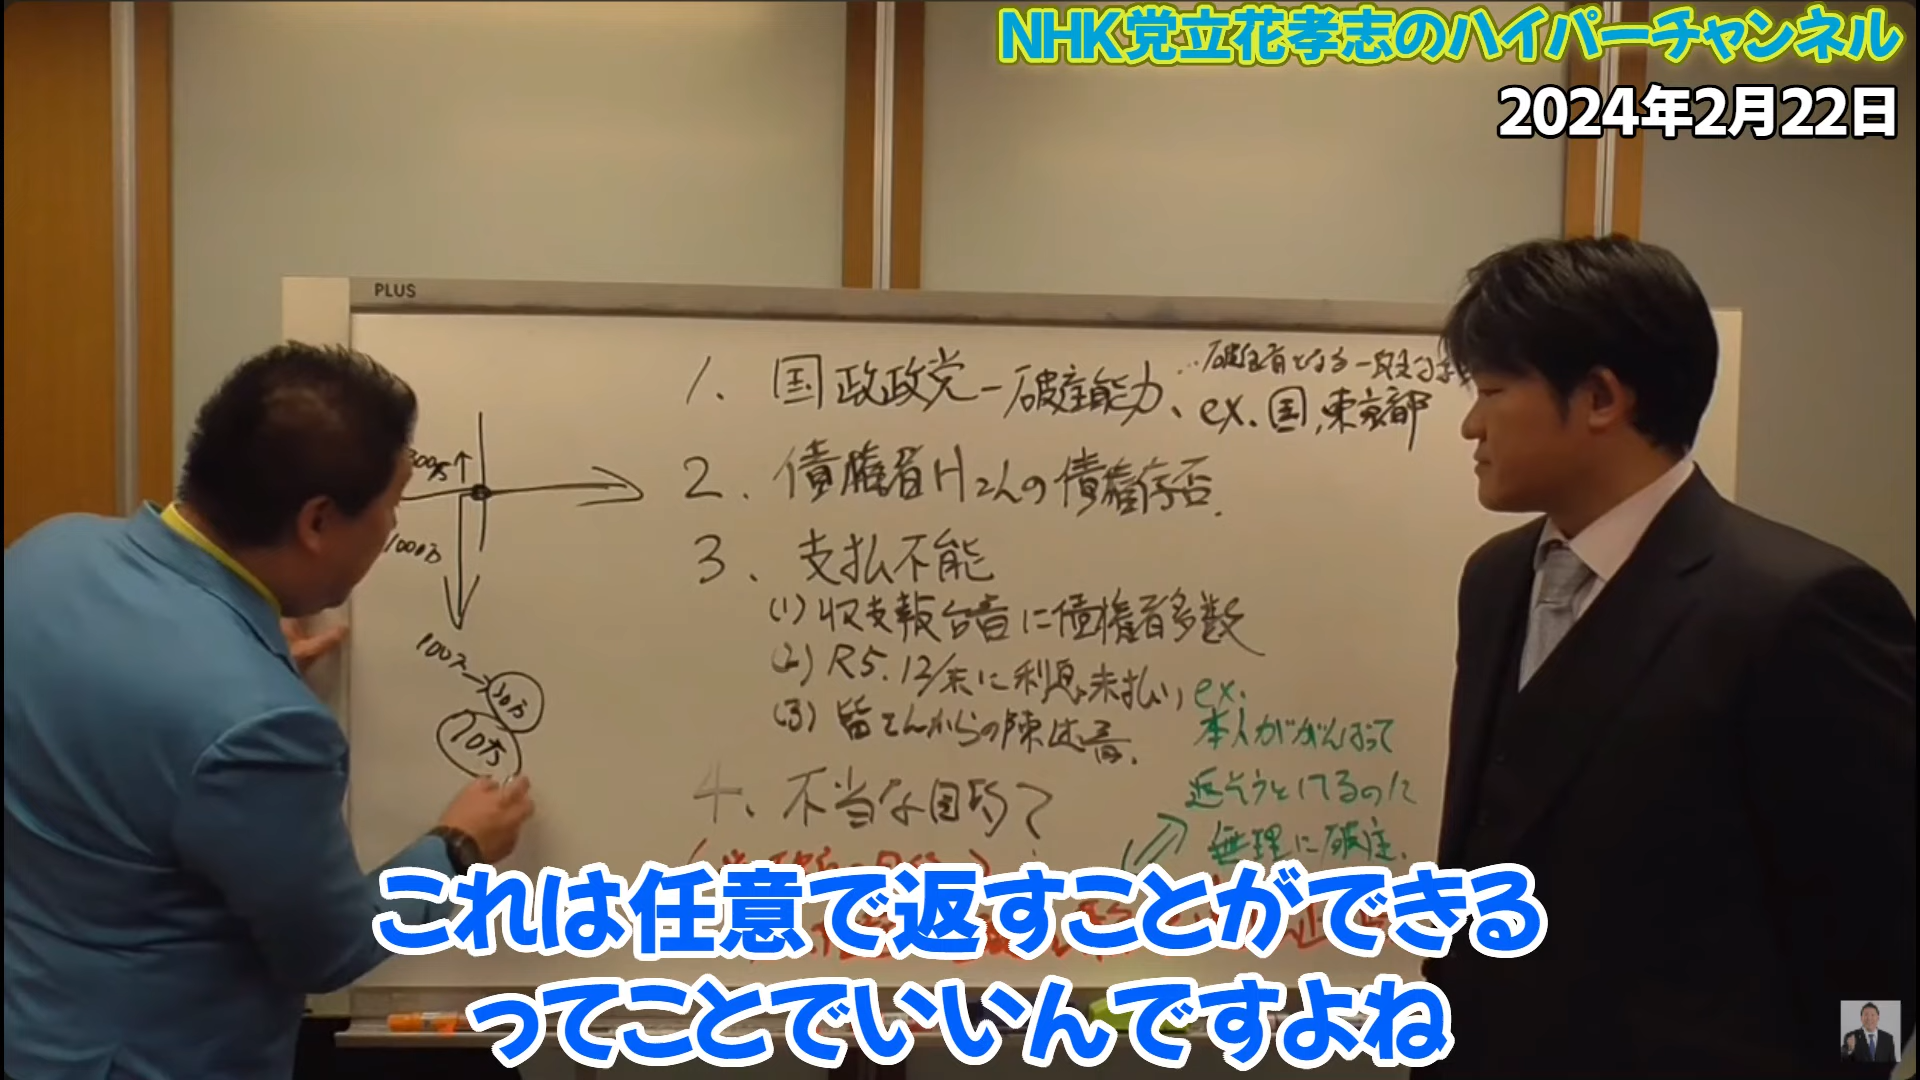 NHK党立花孝志のハイパーチャンネル
2024年2月22日
PLUS
1. 国政政党ー破産能力、ex. 国, 東京都
2. 債権者Hさんの債権存否.
300万↑
1000万
3. 支払不能
(1) 収支報告書に債権者多数
(2) R5.12/末に利息未払い,
(3) 皆さんからの陳述書.
100万→
10万
10万
ex.
本人ががんばって
返そうとしてるのに
無理に破産.
4. 不当な目的?
これは任意で返すことができる
ってことでいいんですよね